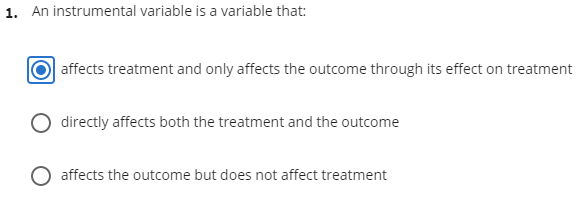 1. An instrumental variable is a variable that:
affects treatment and only affects the outcome through its effect on treatment
directly affects both the treatment and the outcome
affects the outcome but does not affect treatment